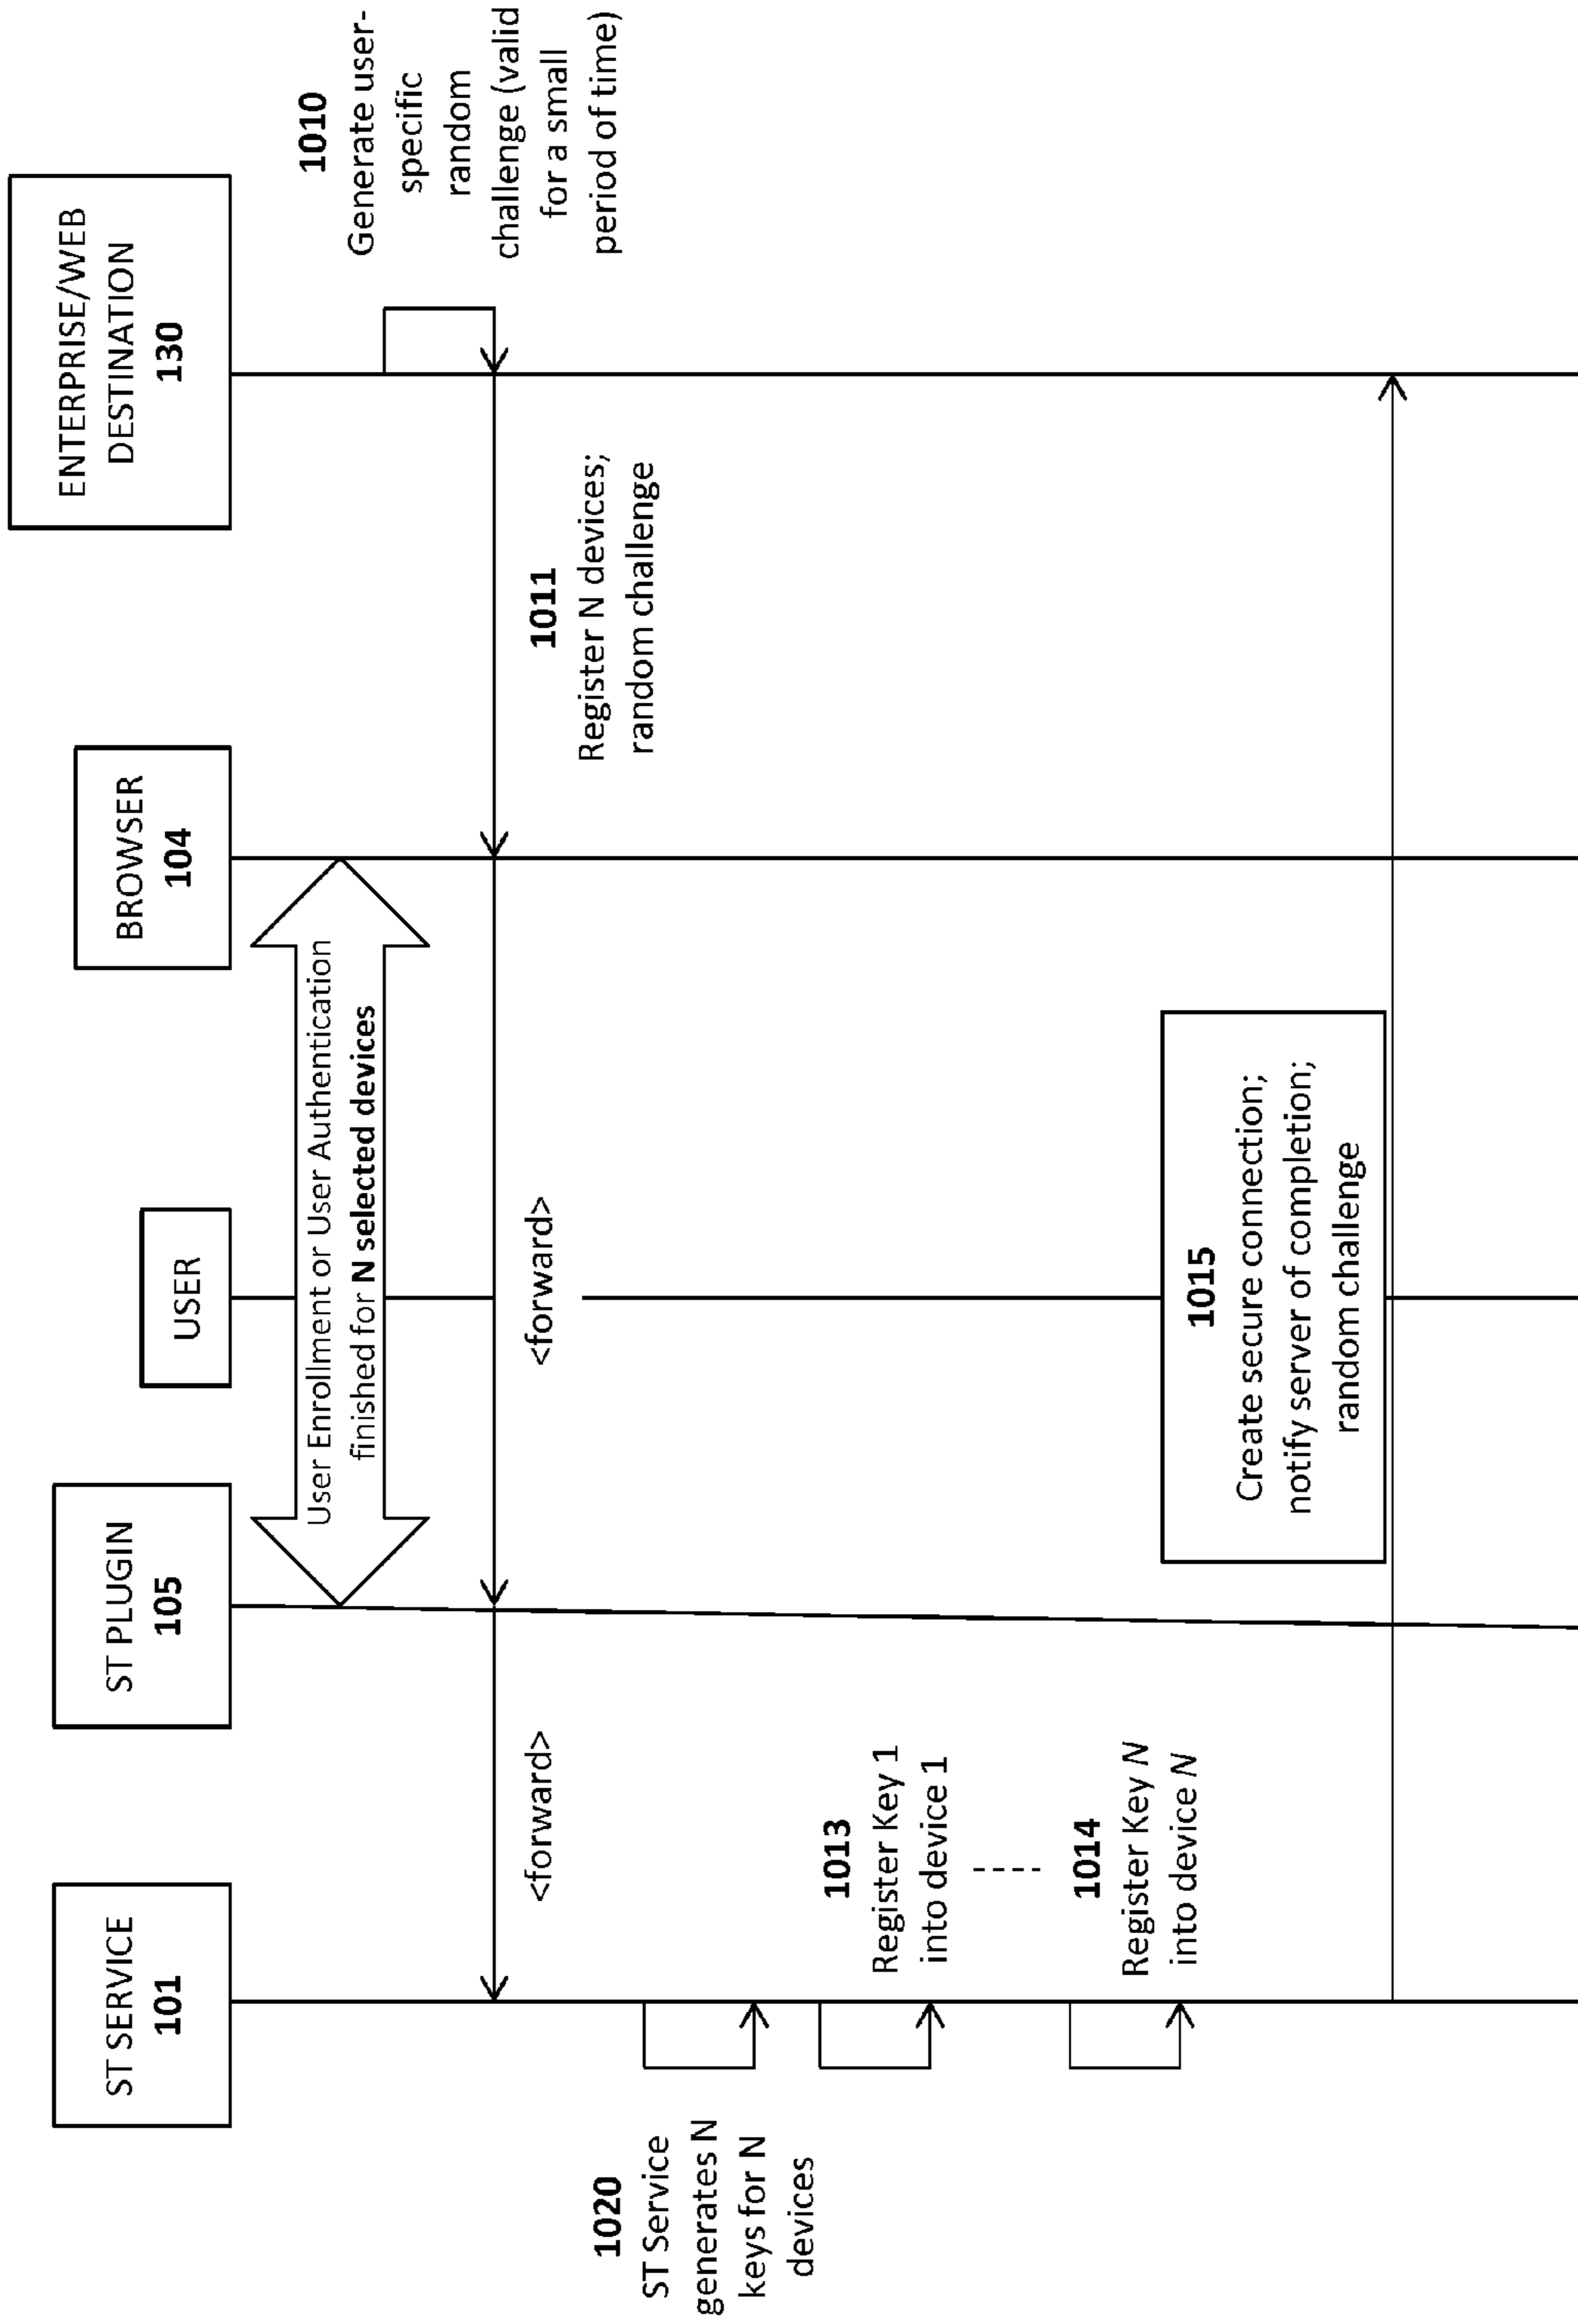 ST SERVICE
101
ST PLUGIN
105
USER
BROWSER
104
ENTERPRISE/WEB
DESTINATION
130
User Enrollment or User Authentication
finished for N selected devices
1010
Generate user-
specific
random
challenge (valid
for a small
period of time)
<forward>
<forward>
1011
Register N devices;
random challenge
1020
ST Service
generates N
keys for N
devices
1013
Register Key 1
into device 1
1014
Register Key N
into device N
1015
Create secure connection;
notify server of completion;
random challenge